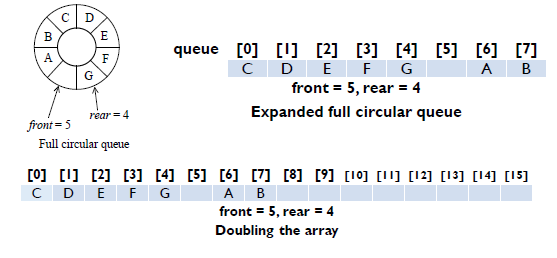 C D
B E
A F
G
front = 5 rear = 4
Full circular queue
queue [0] [1] [2] [3] [4] [5] [6] [7]
C D E F G A B
front = 5, rear = 4
Expanded full circular queue
[0] [1] [2] [3] [4] [5] [6] [7] [8] [9] [10] [11] [12] [13] [14] [15]
C D E F G A B
front = 5, rear = 4
Doubling the array